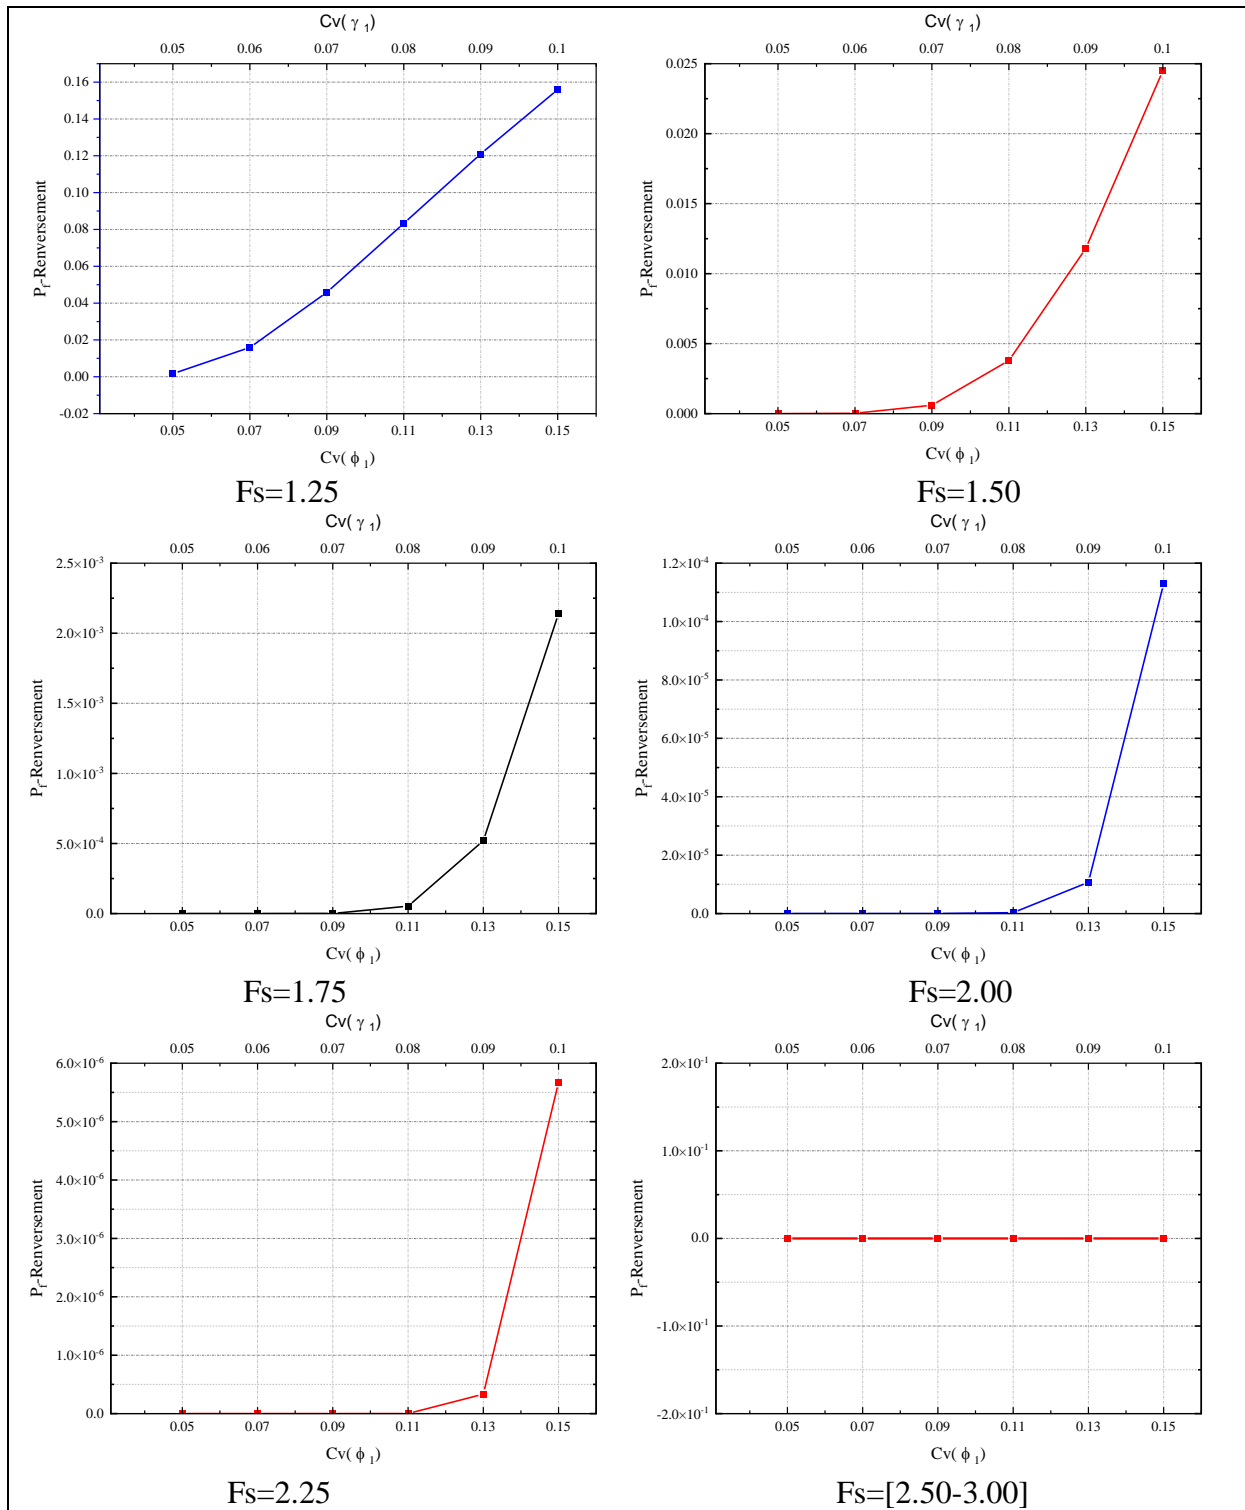 Cv( γ 1)
0.05 0.06 0.07 0.08 0.09 0.1
0.16
0.14
0.12
0.10
0.08
0.06
0.04
0.02
0.00
-0.02
Pf-Renversement
0.05 0.07 0.09 0.11 0.13 0.15
Cv( ϕ 1)
Fs=1.25
Cv( γ 1)
0.05 0.06 0.07 0.08 0.09 0.1
0.025
0.020
0.015
0.010
0.005
0.000
Pf-Renversement
0.05 0.07 0.09 0.11 0.13 0.15
Cv( ϕ 1)
Fs=1.50
Cv( γ 1)
0.05 0.06 0.07 0.08 0.09 0.1
2.5×10-3
2.0×10-3
1.5×10-3
1.0×10-3
5.0×10-4
0.0
Pf-Renversement
0.05 0.07 0.09 0.11 0.13 0.15
Cv( ϕ 1)
Fs=1.75
Cv( γ 1)
0.05 0.06 0.07 0.08 0.09 0.1
1.2×10-4
1.0×10-4
8.0×10-5
6.0×10-5
4.0×10-5
2.0×10-5
0.0
Pf-Renversement
0.05 0.07 0.09 0.11 0.13 0.15
Cv( ϕ 1)
Fs=2.00
Cv( γ 1)
0.05 0.06 0.07 0.08 0.09 0.1
6.0×10-6
5.0×10-6
4.0×10-6
3.0×10-6
2.0×10-6
1.0×10-6
0.0
Pf-Renversement
0.05 0.07 0.09 0.11 0.13 0.15
Cv( ϕ 1)
Fs=2.25
Cv( γ 1)
0.05 0.06 0.07 0.08 0.09 0.1
2.0×10-1
1.0×10-1
0.0
-1.0×10-1
-2.0×10-1
Pf-Renversement
0.05 0.07 0.09 0.11 0.13 0.15
Cv( ϕ 1)
Fs=[2.50-3.00]